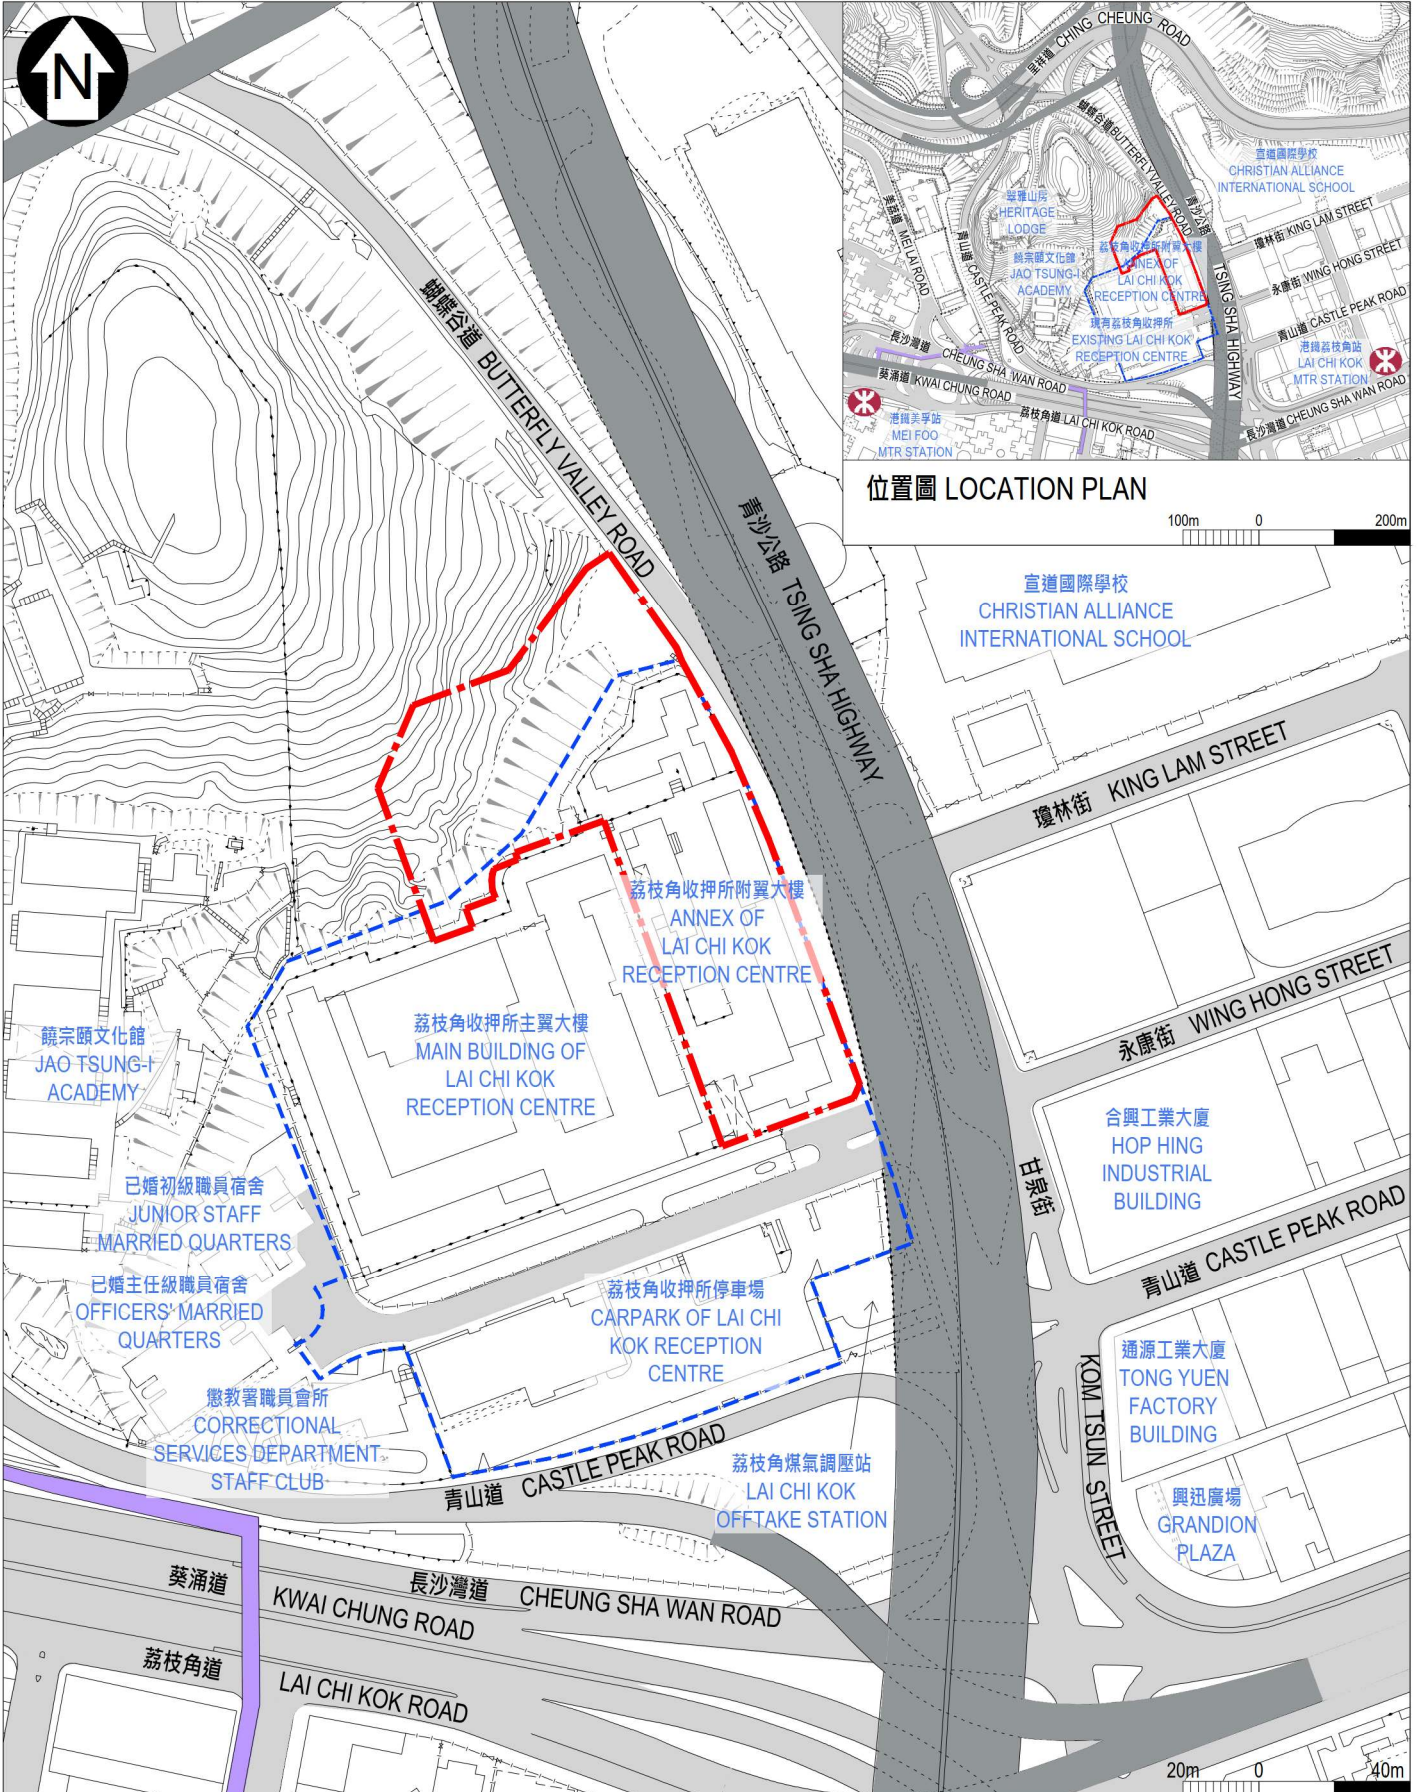 N
呈祥道 CHING CHEUNG ROAD
蝴蝶谷道 BUTTERFLY VALLEY ROAD
宣道國際學校
CHRISTIAN ALLIANCE
INTERNATIONAL SCHOOL
翠雅山房
HERITAGE
LODGE
美荔道 MEI LAI ROAD
青山道 CASTLE PEAK ROAD
青沙公路
TSING SHA HIGHWAY
瓊林街 KING LAM STREET
饒宗頤文化館
JAO TSUNG-I
ACADEMY
荔枝角收押所附翼大樓
ANNEX OF
LAI CHI KOK
RECEPTION CENTRE
永康街 WING HONG STREET
現有荔枝角收押所
EXISTING LAI CHI KOK
RECEPTION CENTRE
青山道 CASTLE PEAK ROAD
長沙灣道 CHEUNG SHA WAN ROAD
港鐵荔枝角站
LAI CHI KOK
MTR STATION
葵涌道 KWAI CHUNG ROAD
荔枝角道 LAI CHI KOK ROAD
長沙灣道 CHEUNG SHA WAN ROAD
港鐵美孚站
MEI FOO
MTR STATION
位置圖 LOCATION PLAN
100m 0 200m
蝴蝶谷道 BUTTERFLY VALLEY ROAD
青沙公路 TSING SHA HIGHWAY
宣道國際學校
CHRISTIAN ALLIANCE
INTERNATIONAL SCHOOL
瓊林街 KING LAM STREET
荔枝角收押所附翼大樓
ANNEX OF
LAI CHI KOK
RECEPTION CENTRE
永康街 WING HONG STREET
饒宗頤文化館
JAO TSUNG-I
ACADEMY
荔枝角收押所主翼大樓
MAIN BUILDING OF
LAI CHI KOK
RECEPTION CENTRE
合興工業大廈
HOP HING
INDUSTRIAL
BUILDING
甘泉街
KOM TSUN STREET
已婚初級職員宿舍
JUNIOR STAFF
MARRIED QUARTERS
青山道 CASTLE PEAK ROAD
已婚主任級職員宿舍
OFFICERS' MARRIED
QUARTERS
荔枝角收押所停車場
CARPARK OF LAI CHI
KOK RECEPTION
CENTRE
通源工業大廈
TONG YUEN
FACTORY
BUILDING
懲教署職員會所
CORRECTIONAL
SERVICES DEPARTMENT
STAFF CLUB
青山道 CASTLE PEAK ROAD
荔枝角煤氣調壓站
LAI CHI KOK
OFFTAKE STATION
興迅廣場
GRANDION
PLAZA
葵涌道 KWAI CHUNG ROAD
長沙灣道 CHEUNG SHA WAN ROAD
荔枝角道 LAI CHI KOK ROAD
20m 0 40m